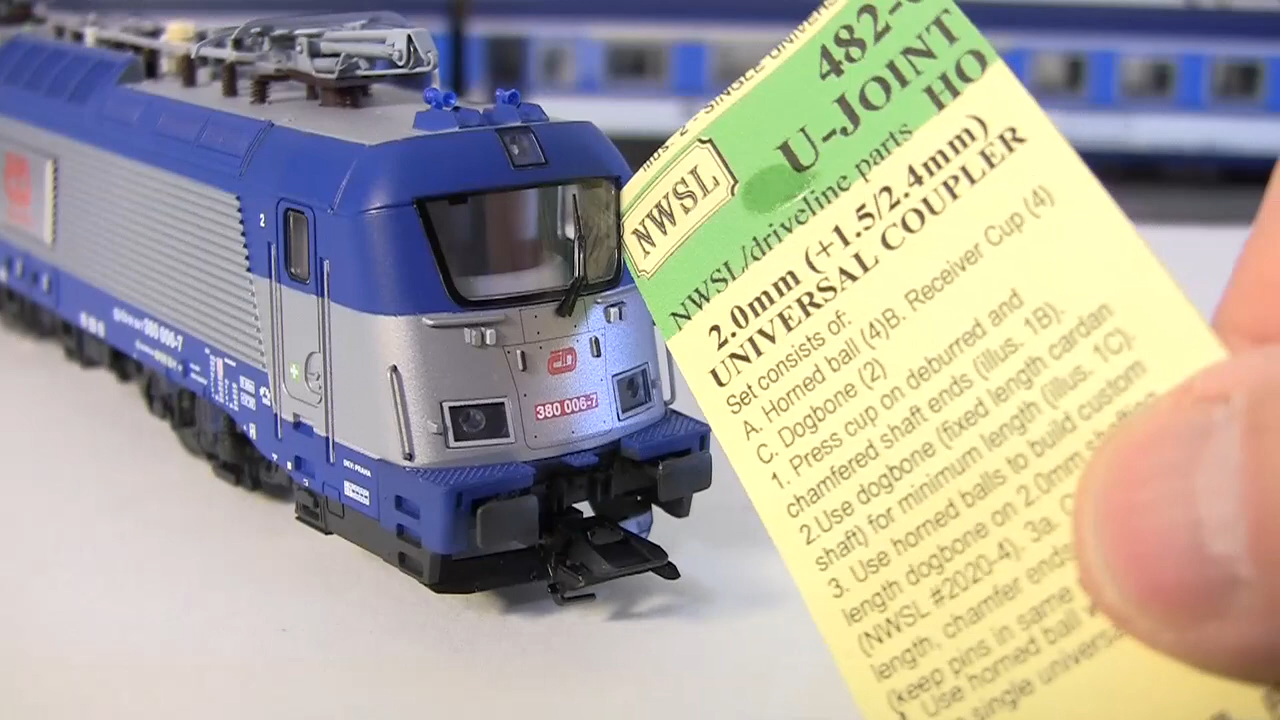 482-
U-JOINT
HO
NWSL
NWSL/driveline parts
2.0mm (+1.5/2.4mm)
UNIVERSAL COUPLER
Set consists of:
A. Horned ball (4)B. Receiver Cup (4)
C. Dogbone (2)
1. Press cup on deburred and
chamfered shaft ends (illus. 1B).
2.Use dogbone (fixed length cardan
shaft) for minimum length (illus. 1C).
3. Use horned balls to build custom
length dogbone on 2.0mm
(NWSL #2020-4). 3a.
length, chamfer ends
(keep pins in same
Use horned ball
single universa
2
380 006-7
380 006-7